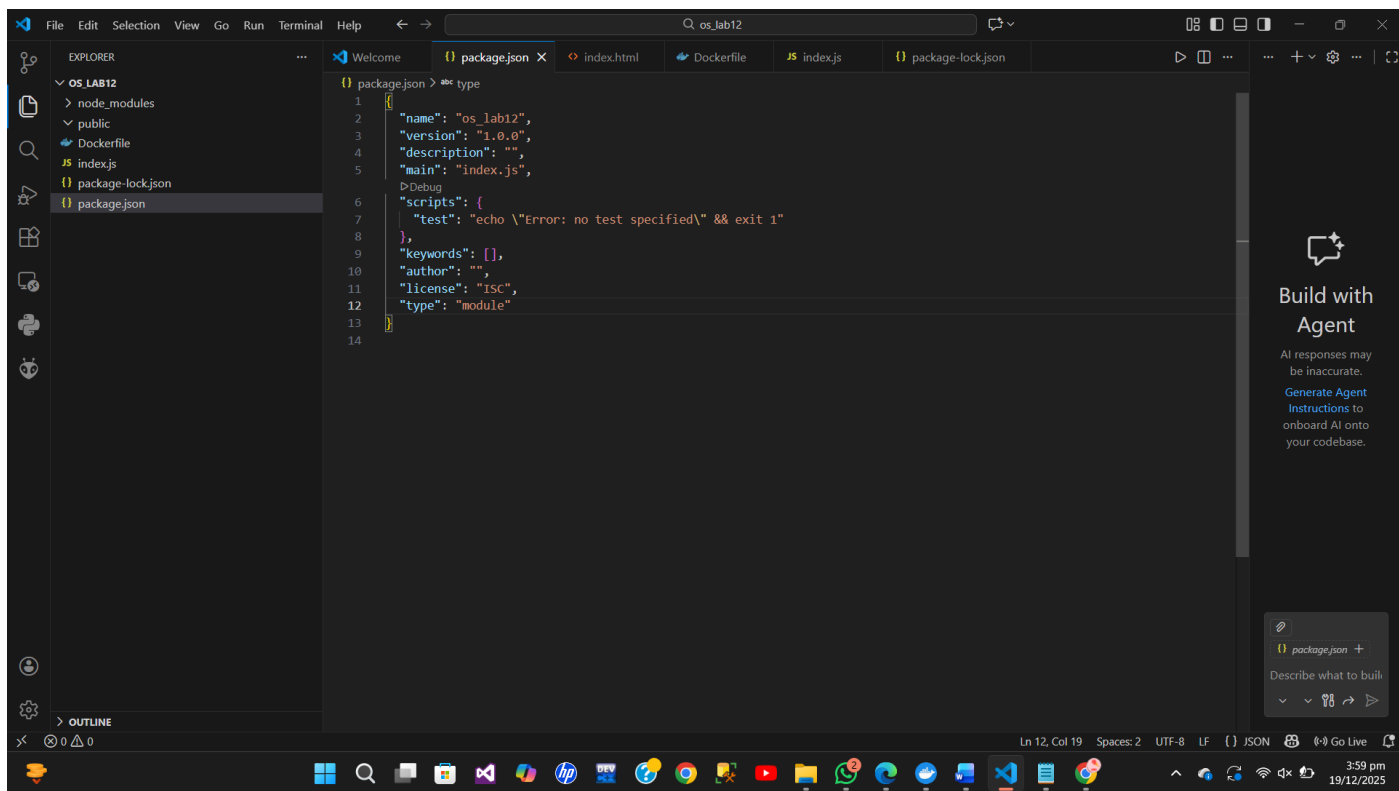 File Edit Selection View Go Run Terminal Help
os_lab12
EXPLORER
OS_LAB12
node_modules
public
Dockerfile
JS index.js
{} package-lock.json
{} package.json
OUTLINE
Welcome {} package.json <> index.html Dockerfile JS index.js {} package-lock.json
{} package.json > abc type
1 {
2 "name": "os_lab12",
3 "version": "1.0.0",
4 "description": "",
5 "main": "index.js",
Debug
6 "scripts": {
7 "test": "echo \"Error: no test specified\" && exit 1"
8 },
9 "keywords": [],
10 "author": "",
11 "license": "ISC",
12 "type": "module"
13 }
14
Build with
Agent
AI responses may
be inaccurate.
Generate Agent
Instructions to
onboard AI onto
your codebase.
{} package.json +
Describe what to buil
0 0
Ln 12, Col 19 Spaces: 2 UTF-8 LF {} JSON Go Live
hp
DEV
2
3:59 pm
19/12/2025